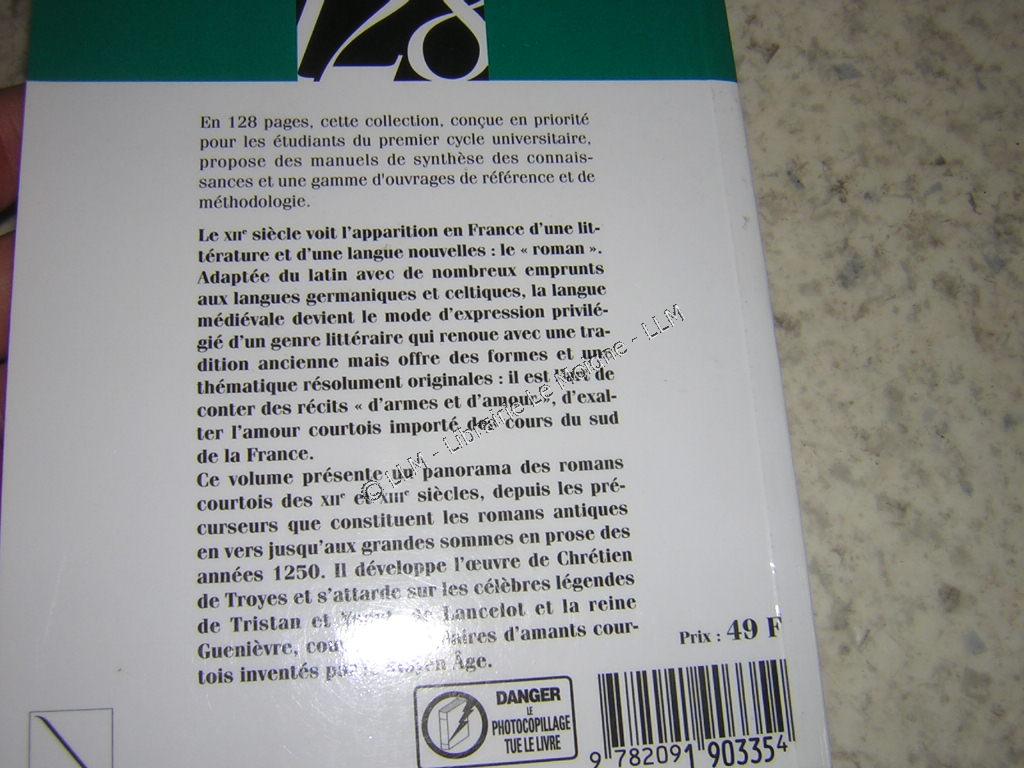 128
En 128 pages, cette collection, conçue en priorité
pour les étudiants du premier cycle universitaire,
propose des manuels de synthèse des connais-
sances et une gamme d'ouvrages de référence et de
méthodologie.
Le XIIe siècle voit l'apparition en France d'une lit-
térature et d'une langue nouvelles : le « roman ».
Adaptée du latin avec de nombreux emprunts
aux langues germaniques et celtiques, la langue
médiévale devient le mode d'expression privilé-
gié d'un genre littéraire qui renoue avec une tra-
dition ancienne mais offre des formes et une
thématique résolument originales : il est l'art de
conter des récits « d'armes et d'amour », d'exal-
ter l'amour courtois importé des cours du sud
de la France.
Ce volume présente un panorama des romans
courtois des XIIe et XIIIe siècles, depuis les pré-
curseurs que constituent les romans antiques
en vers jusqu'aux grandes sommes en prose des
années 1250. Il développe l'œuvre de Chrétien
de Troyes et s'attarde sur les célèbres légendes
de Tristan et de Lancelot et la reine
Guenièvre, d'amants cour-
tois inventés par le Moyen Âge.
Prix : 49 F
DANGER
LE
PHOTOCOPILLAGE
TUE LE LIVRE
9 782091 903354
© LLM - Librairie Le Moione - LLM